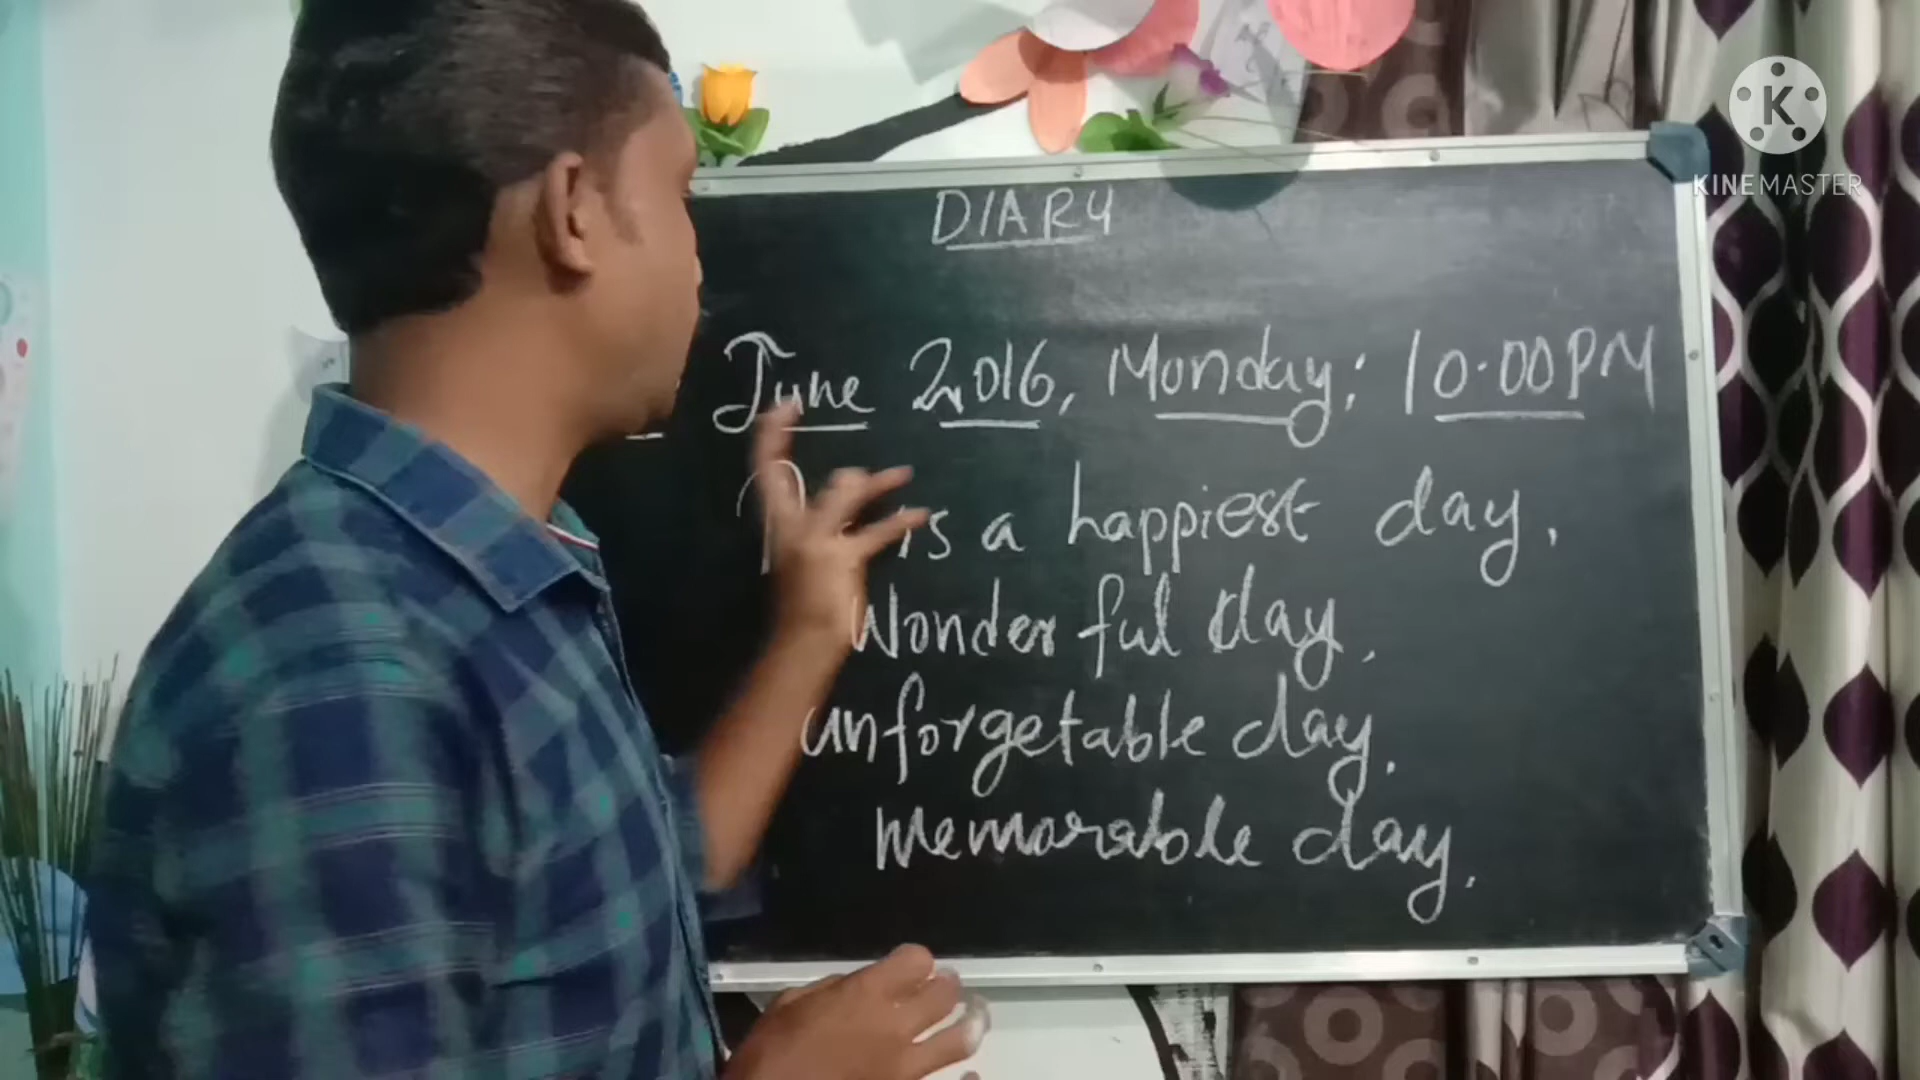 K
KINEMASTER
DIARY
June 2016, Monday; 10.00PM
is a happiest day.
Wonderful day.
unforgetable day.
Memorable day.